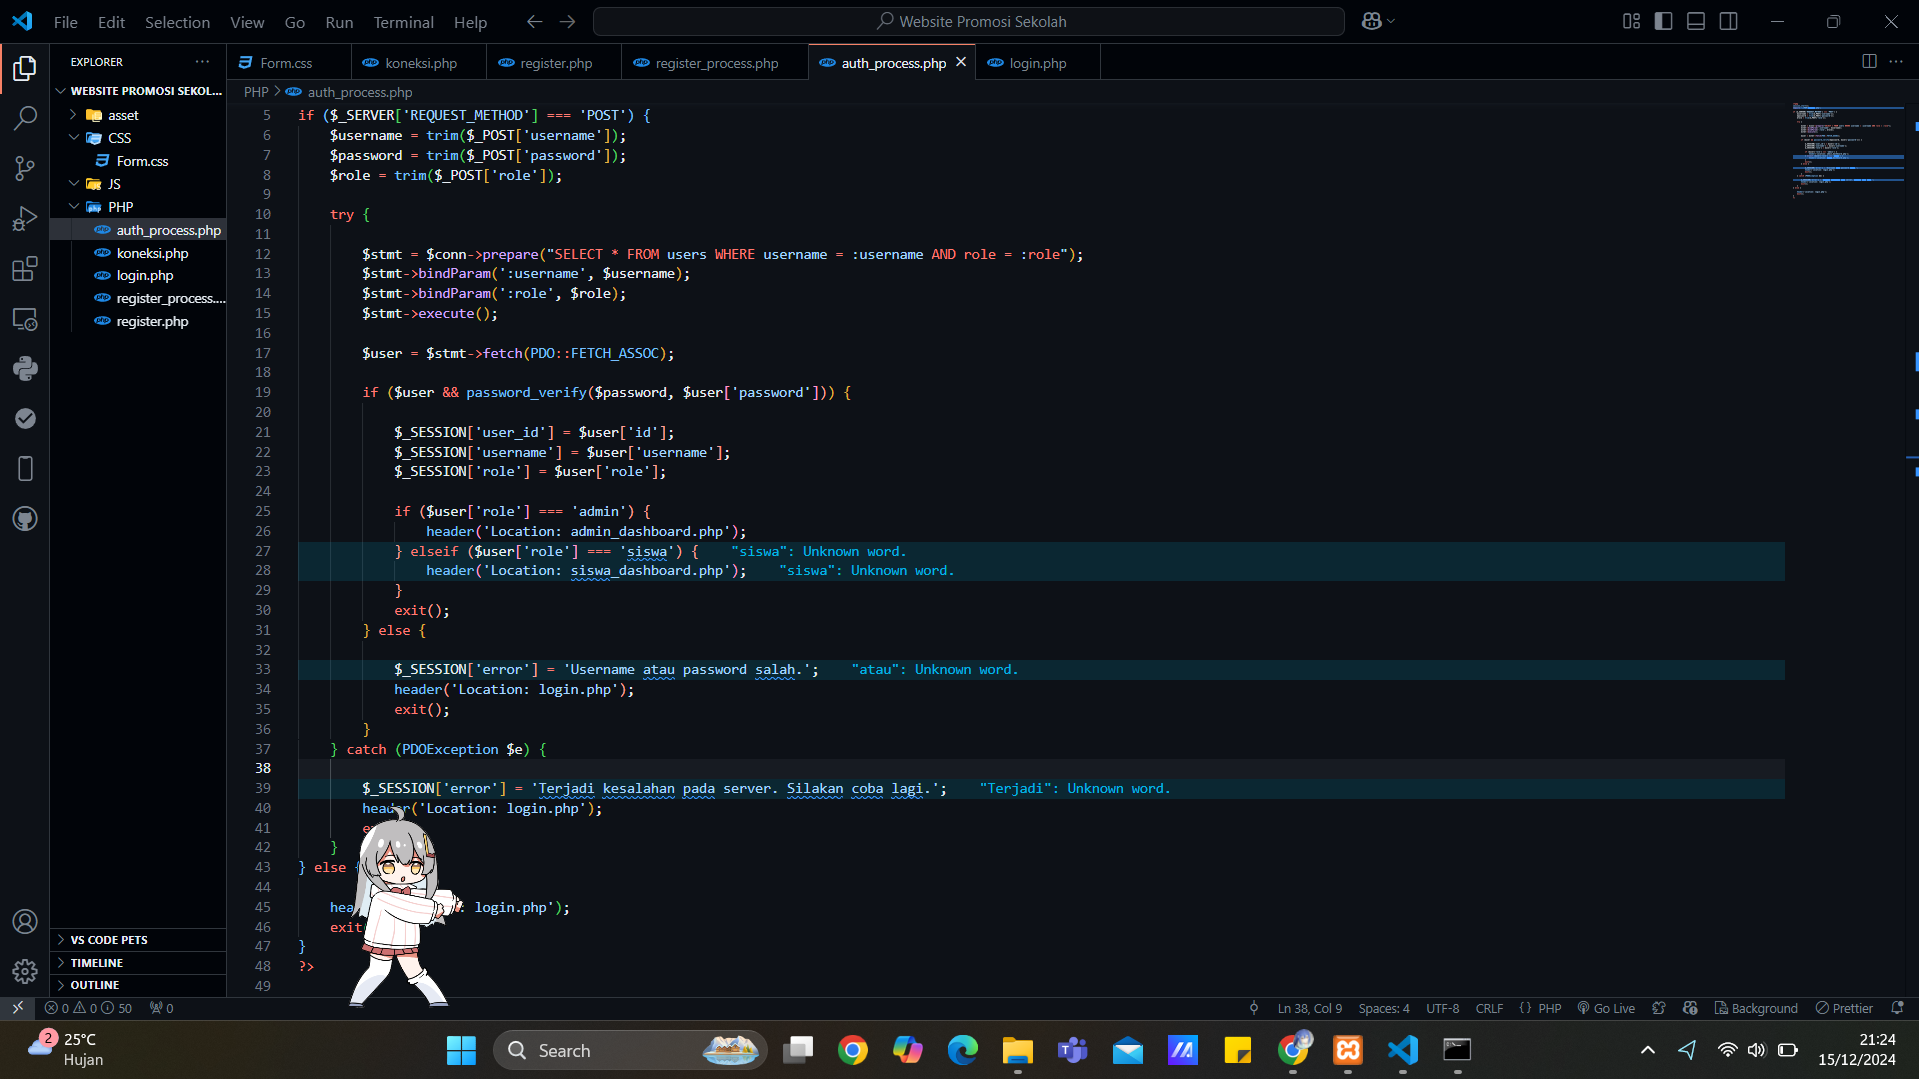 File Edit Selection View Go Run Terminal Help
Website Promosi Sekolah
EXPLORER
WEBSITE PROMOSI SEKOL...
asset
CSS
Form.css
JS
PHP
auth_process.php
koneksi.php
login.php
register_process....
register.php
VS CODE PETS
TIMELINE
OUTLINE
Form.css koneksi.php register.php register_process.php auth_process.php login.php
PHP > auth_process.php
5 if ($_SERVER['REQUEST_METHOD'] === 'POST') {
6 $username = trim($_POST['username']);
7 $password = trim($_POST['password']);
8 $role = trim($_POST['role']);
9
10 try {
11
12 $stmt = $conn->prepare("SELECT * FROM users WHERE username = :username AND role = :role");
13 $stmt->bindParam(':username', $username);
14 $stmt->bindParam(':role', $role);
15 $stmt->execute();
16
17 $user = $stmt->fetch(PDO::FETCH_ASSOC);
18
19 if ($user && password_verify($password, $user['password'])) {
20
21 $_SESSION['user_id'] = $user['id'];
22 $_SESSION['username'] = $user['username'];
23 $_SESSION['role'] = $user['role'];
24
25 if ($user['role'] === 'admin') {
26 header('Location: admin_dashboard.php');
27 } elseif ($user['role'] === 'siswa') { "siswa": Unknown word.
28 header('Location: siswa_dashboard.php'); "siswa": Unknown word.
29 }
30 exit();
31 } else {
32
33 $_SESSION['error'] = 'Username atau password salah.'; "atau": Unknown word.
34 header('Location: login.php');
35 exit();
36 }
37 } catch (PDOException $e) {
38
39 $_SESSION['error'] = 'Terjadi kesalahan pada server. Silakan coba lagi.'; "Terjadi": Unknown word.
40 header('Location: login.php');
41
42 }
43 } else
44
45 : login.php');
46 exit
47 }
48 ?>
49
0 0 50 0
Ln 38, Col 9 Spaces: 4 UTF-8 CRLF {} PHP Go Live Background Prettier
2 25°C
Hujan
Search
21:24
15/12/2024